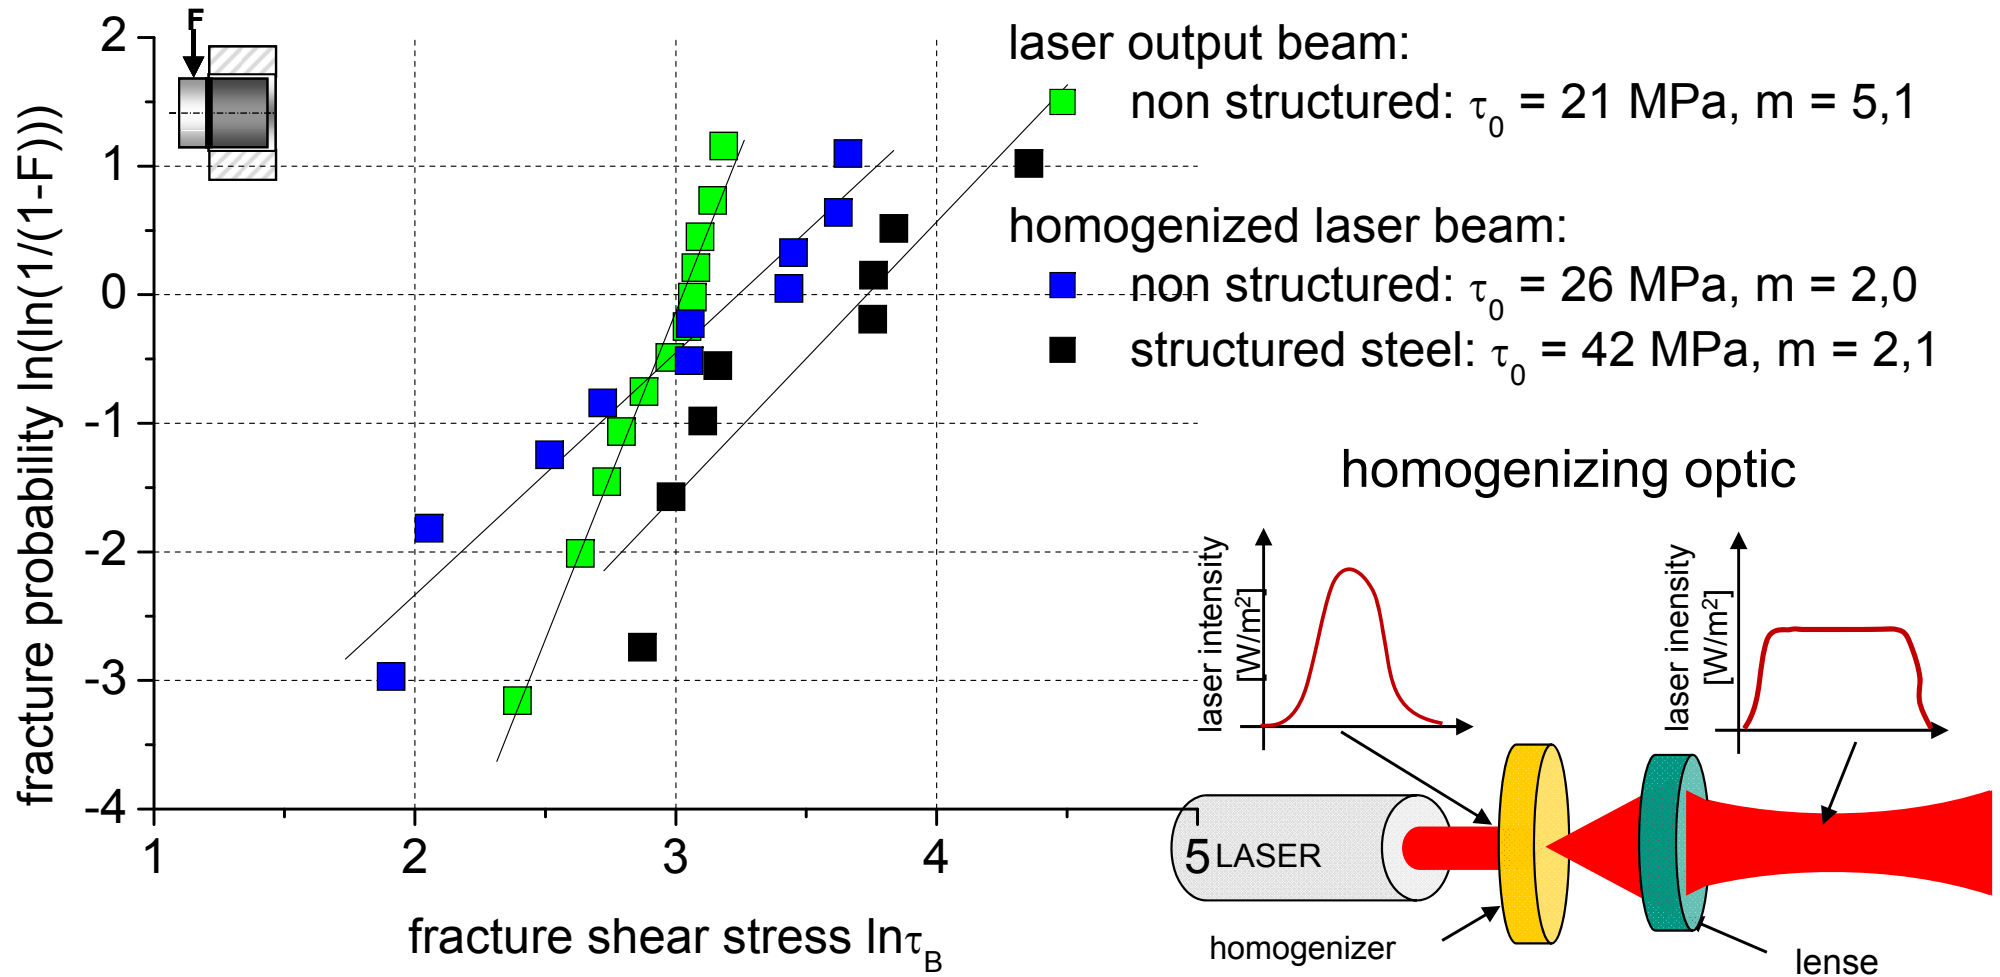 F
2
1
0
-1
-2
-3
-4
1
2
3
4
5
fracture probability ln(ln(1/(1-F)))
fracture shear stress lnτB
laser output beam:
non structured: τ0 = 21 MPa, m = 5,1
homogenized laser beam:
non structured: τ0 = 26 MPa, m = 2,0
structured steel: τ0 = 42 MPa, m = 2,1
homogenizing optic
laser intensity
[W/m²]
laser inensity
[W/m²]
LASER
homogenizer
lense